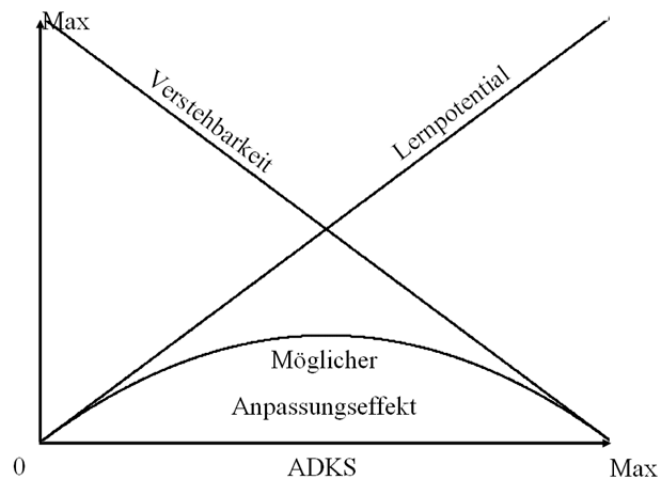 Max
Verstehbarkeit
Lernpotential
Möglicher
Anpassungseffekt
0
ADKS
Max